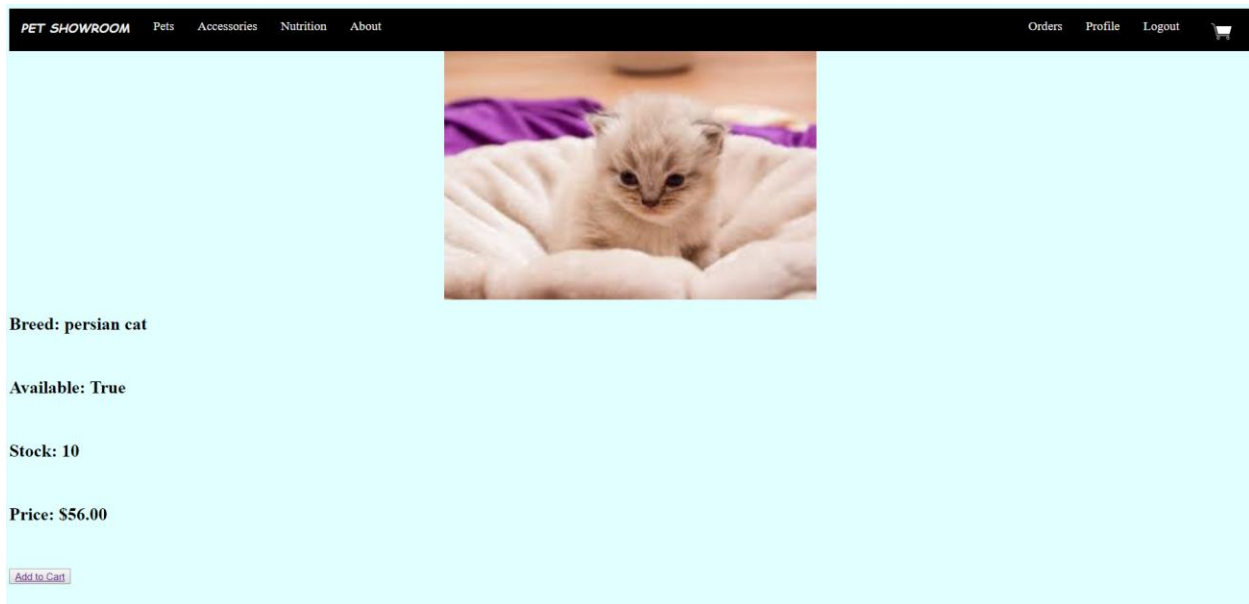 PET SHOWROOM Pets Accessories Nutrition About Orders Profile Logout
Breed: persian cat
Available: True
Stock: 10
Price: $56.00
Add to Cart